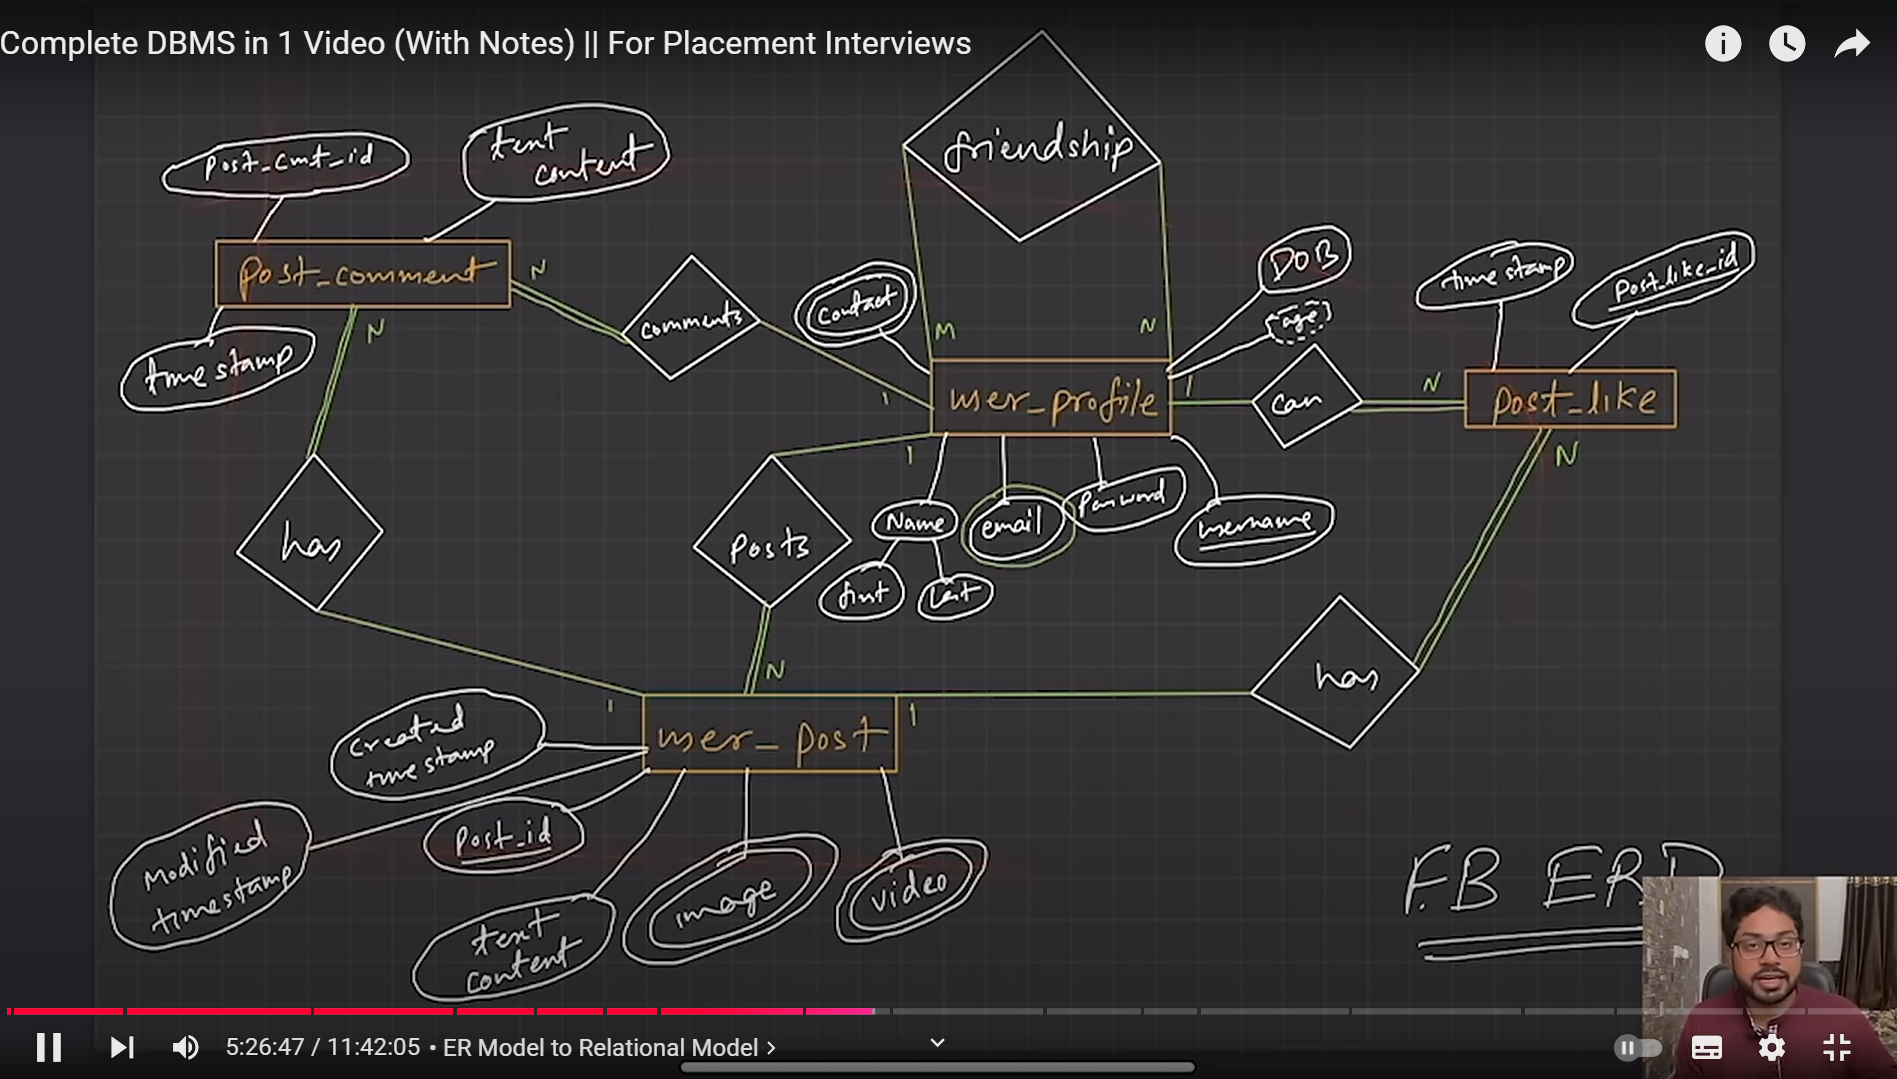 Complete DBMS in 1 Video (With Notes) || For Placement Interviews
friendship
post_cmt_id
text
content
post_comment
N
N
time stamp
comments
contact
M
N
DOB
age
time stamp
post_like_id
user_profile
1
1
can
N
post_like
N
1
has
posts
Name
email
password
username
first
last
N
has
1
1
user_post
created
time stamp
Modified
timestamp
post_id
text
content
image
video
FB ERD
5:26:47 / 11:42:05 • ER Model to Relational Model >